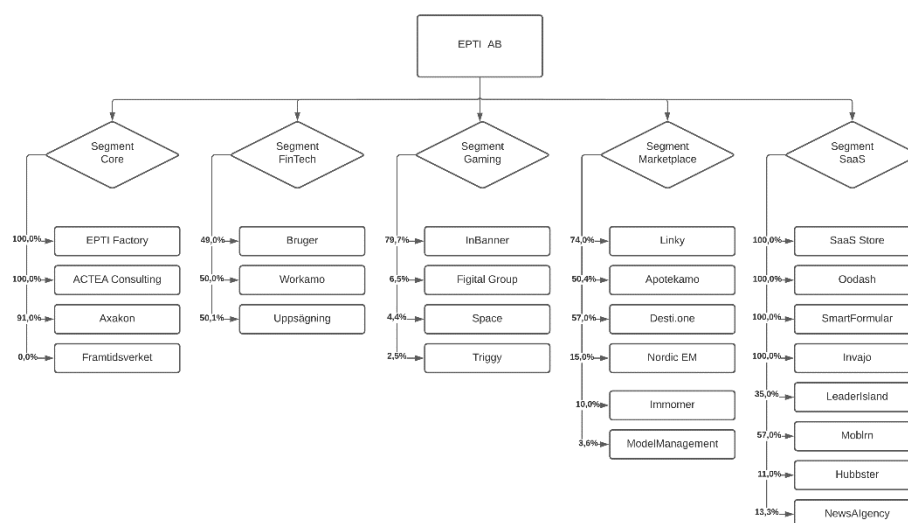 EPTI AB
Segment
Core
Segment
FinTech
Segment
Gaming
Segment
Marketplace
Segment
SaaS
100,0%
EPTI Factory
49,0%
Bruger
79,7%
InBanner
74,0%
Linky
100,0%
SaaS Store
100,0%
ACTEA Consulting
50,0%
Workamo
6,5%
Figital Group
50,4%
Apotekamo
100,0%
Oodash
91,0%
Axakon
50,1%
Uppsägning
4,4%
Space
57,0%
Desti.one
100,0%
SmartFormular
0,0%
Framtidsverket
2,5%
Triggy
15,0%
Nordic EM
100,0%
Invajo
10,0%
Immorner
35,0%
LeaderIsland
3,6%
ModelManagement
57,0%
Moblrn
11,0%
Hubbster
13,3%
NewsAIgency